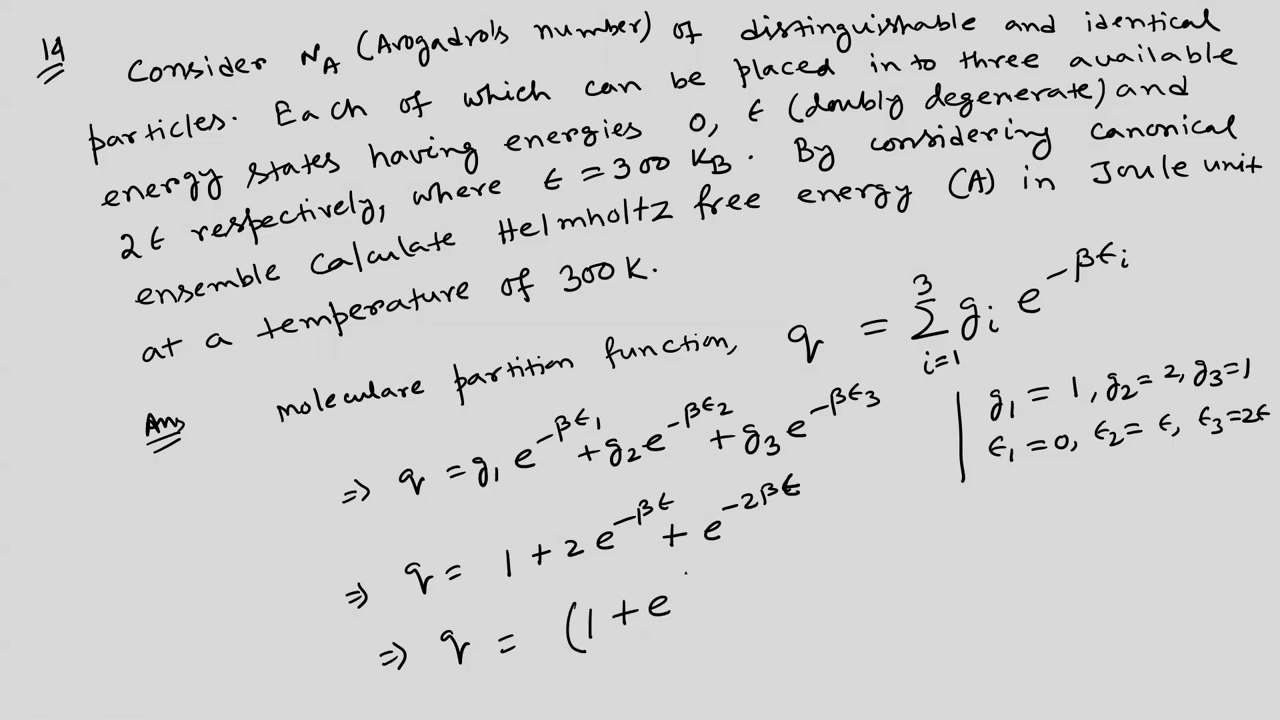 14 Consider N_A (Avogadro's number) of distinguishable and identical
particles. Each of which can be placed in to three available
energy states having energies 0, ϵ (doubly degenerate) and
2ϵ respectively, where ϵ = 300 K_B. By considering canonical
ensemble calculate Helmholtz free energy (A) in Joule unit
at a temperature of 300 K.
Ans moleculare partition function, q = ∑_{i=1}^{3} g_i e^{-βϵ_i}
⇒ q = g_1 e^{-βϵ_1} + g_2 e^{-βϵ_2} + g_3 e^{-βϵ_3}
g_1 = 1, g_2 = 2, g_3 = 1
ϵ_1 = 0, ϵ_2 = ϵ, ϵ_3 = 2ϵ
⇒ q = 1 + 2 e^{-βϵ} + e^{-2βϵ}
⇒ q = (1 + e